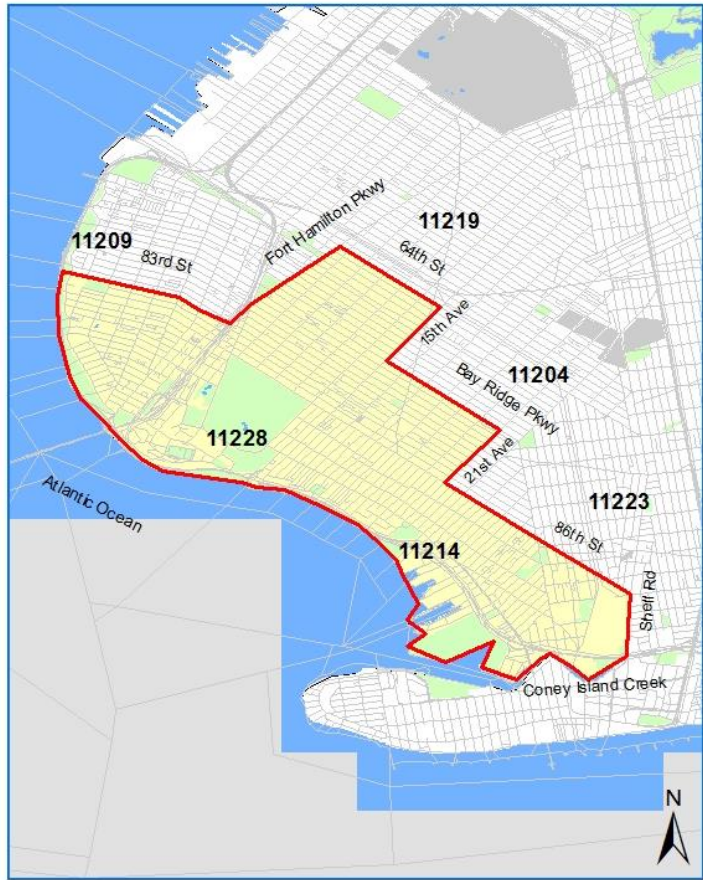 Fort Hamilton Pkwy
11219
11209
64th St
83rd St
15th Ave
11204
Bay Ridge Pkwy
11228
21st Ave
Atlantic Ocean
11223
86th St
11214
Shell Rd
Coney Island Creek
N